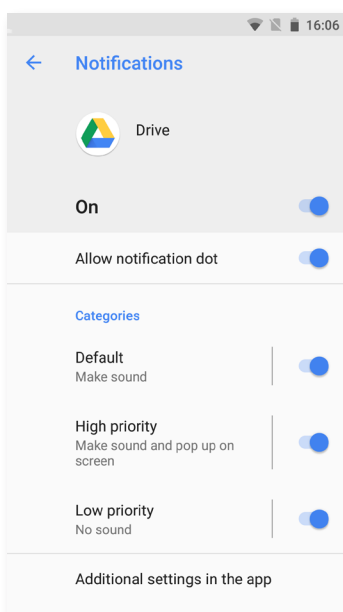 16:06
Notifications
Drive
On
Allow notification dot
Categories
Default
Make sound
High priority
Make sound and pop up on
screen
Low priority
No sound
Additional settings in the app